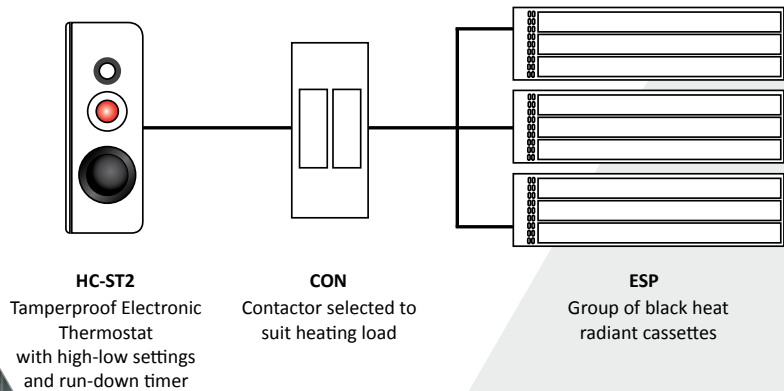 HC-ST2
Tamperproof Electronic
Thermostat
with high-low settings
and run-down timer
CON
Contactor selected to
suit heating load
ESP
Group of black heat
radiant cassettes